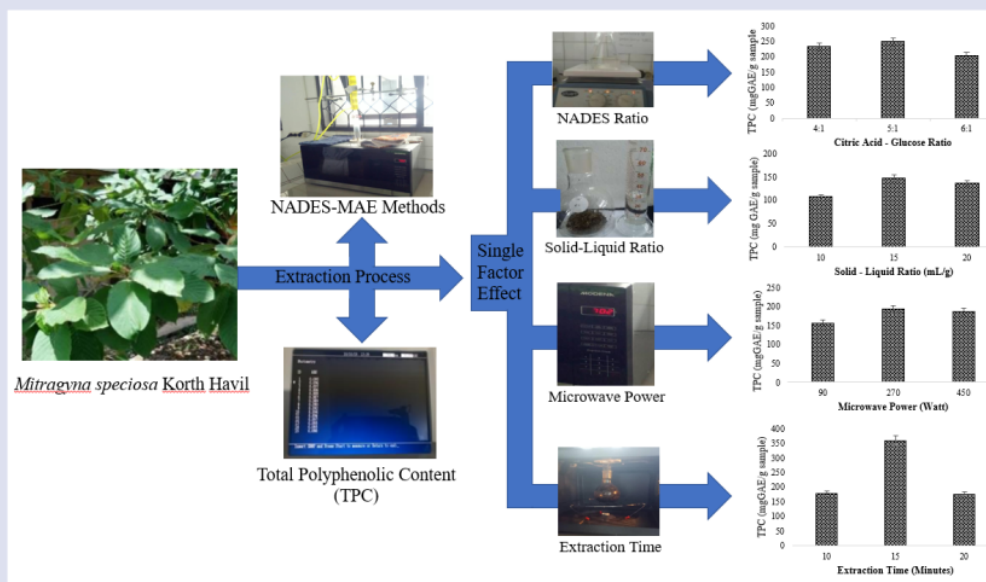 Mitragyna speciosa Korth Havil
NADES-MAE Methods
Extraction Process
Total Polyphenolic Content
(TPC)
Single
Factor
Effect
NADES Ratio
Solid-Liquid Ratio
Microwave Power
Extraction Time
TPC (mgGAE/g sample
300
250
200
150
100
50
0
4:1 5:1 6:1
Citric Acid - Glucose Ratio
TPC (mg GAE/g sample)
200
150
100
50
0
10 15 20
Solid - Liquid Ratio (mL/g)
TPC (mgGAE/g sample)
250
200
150
100
50
0
90 270 450
Microwave Power (Watt)
TPC (mgGAE/g sample)
400
350
300
250
200
150
100
50
0
10 15 20
Extraction Time (Minutes)